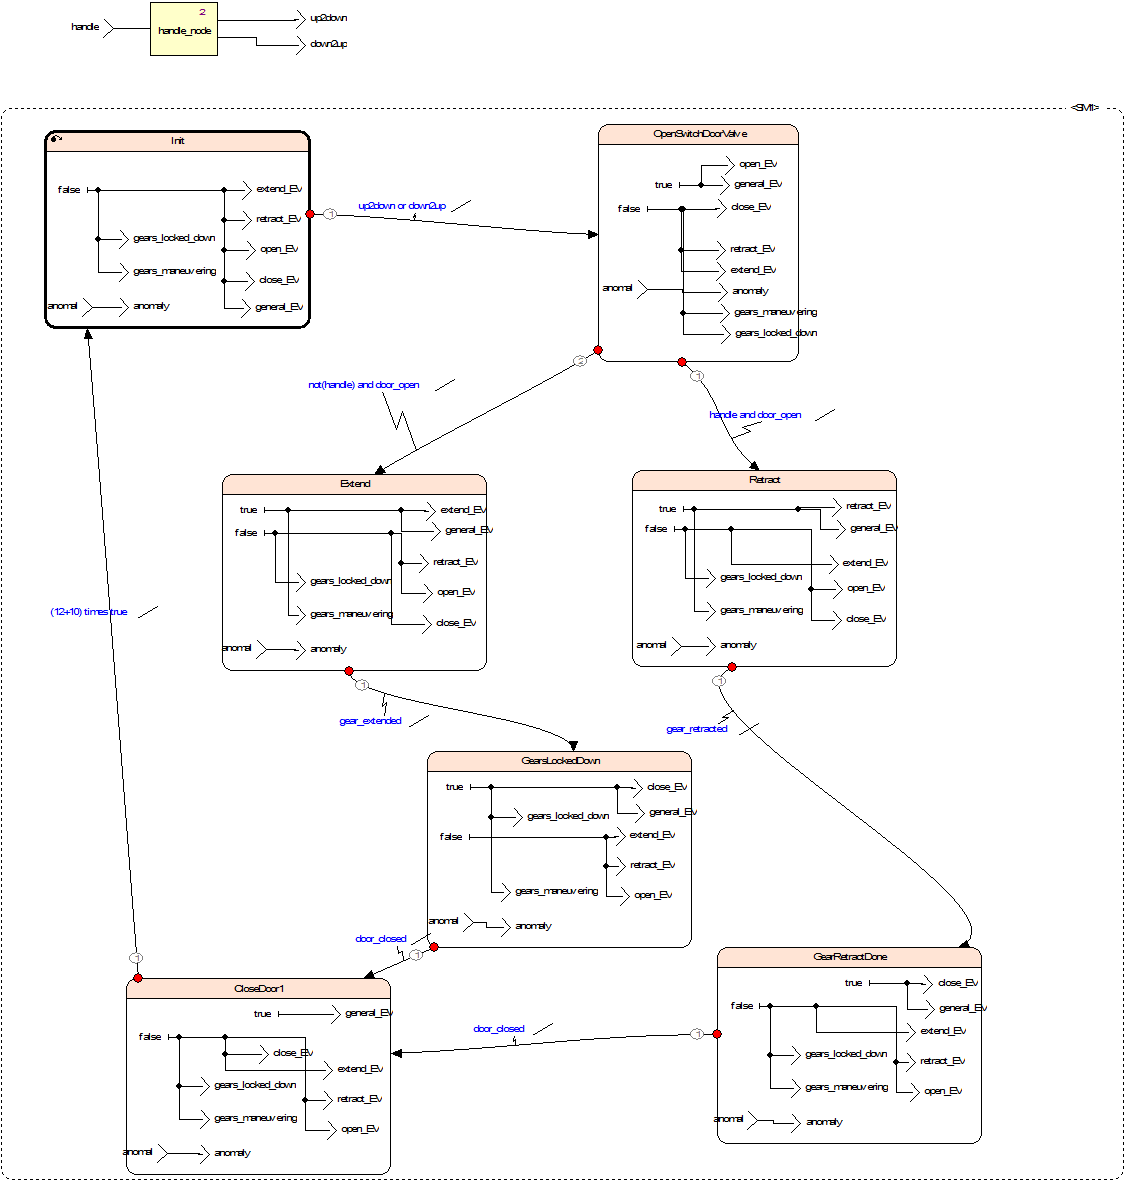 2
handle
handle_node
up2down
down2up
<SM1>
Init
false
extend_EV
retract_EV
gears_locked_down
open_EV
gears_maneuvering
close_EV
anomal
anomaly
general_EV
1
up2down or down2up
OpenSwitchDoorValve
open_EV
true
general_EV
false
close_EV
retract_EV
extend_EV
anomal
anomaly
gears_maneuvering
gears_locked_down
2
not(handle) and door_open
1
handle and door_open
Extend
true
extend_EV
general_EV
false
retract_EV
gears_locked_down
open_EV
gears_maneuvering
close_EV
anomal
anomaly
Retract
true
retract_EV
false
general_EV
extend_EV
gears_locked_down
open_EV
gears_maneuvering
close_EV
anomal
anomaly
(12+10) times true
1
gear_extended
1
gear_retracted
GearsLockedDown
true
close_EV
general_EV
gears_locked_down
false
extend_EV
retract_EV
gears_maneuvering
open_EV
anomal
anomaly
door_closed
1
1
CloseDoor1
true
general_EV
false
close_EV
extend_EV
gears_locked_down
retract_EV
gears_maneuvering
open_EV
anomal
anomaly
door_closed
1
GearRetractDone
true
close_EV
false
general_EV
extend_EV
gears_locked_down
retract_EV
gears_maneuvering
open_EV
anomal
anomaly